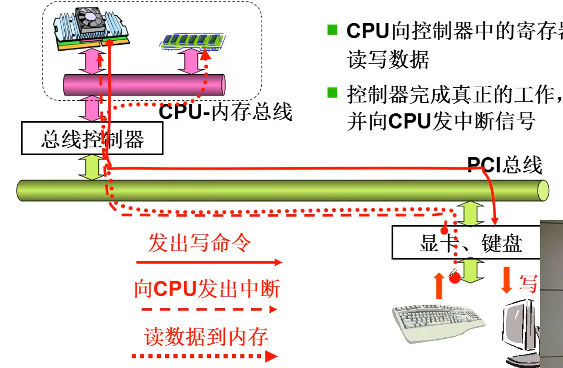 CPU向控制器中的寄存器
读写数据
控制器完成真正的工作，
并向CPU发中断信号
CPU-内存总线
总线控制器
PCI总线
显卡、键盘
发出写命令
写
向CPU发出中断
读数据到内存